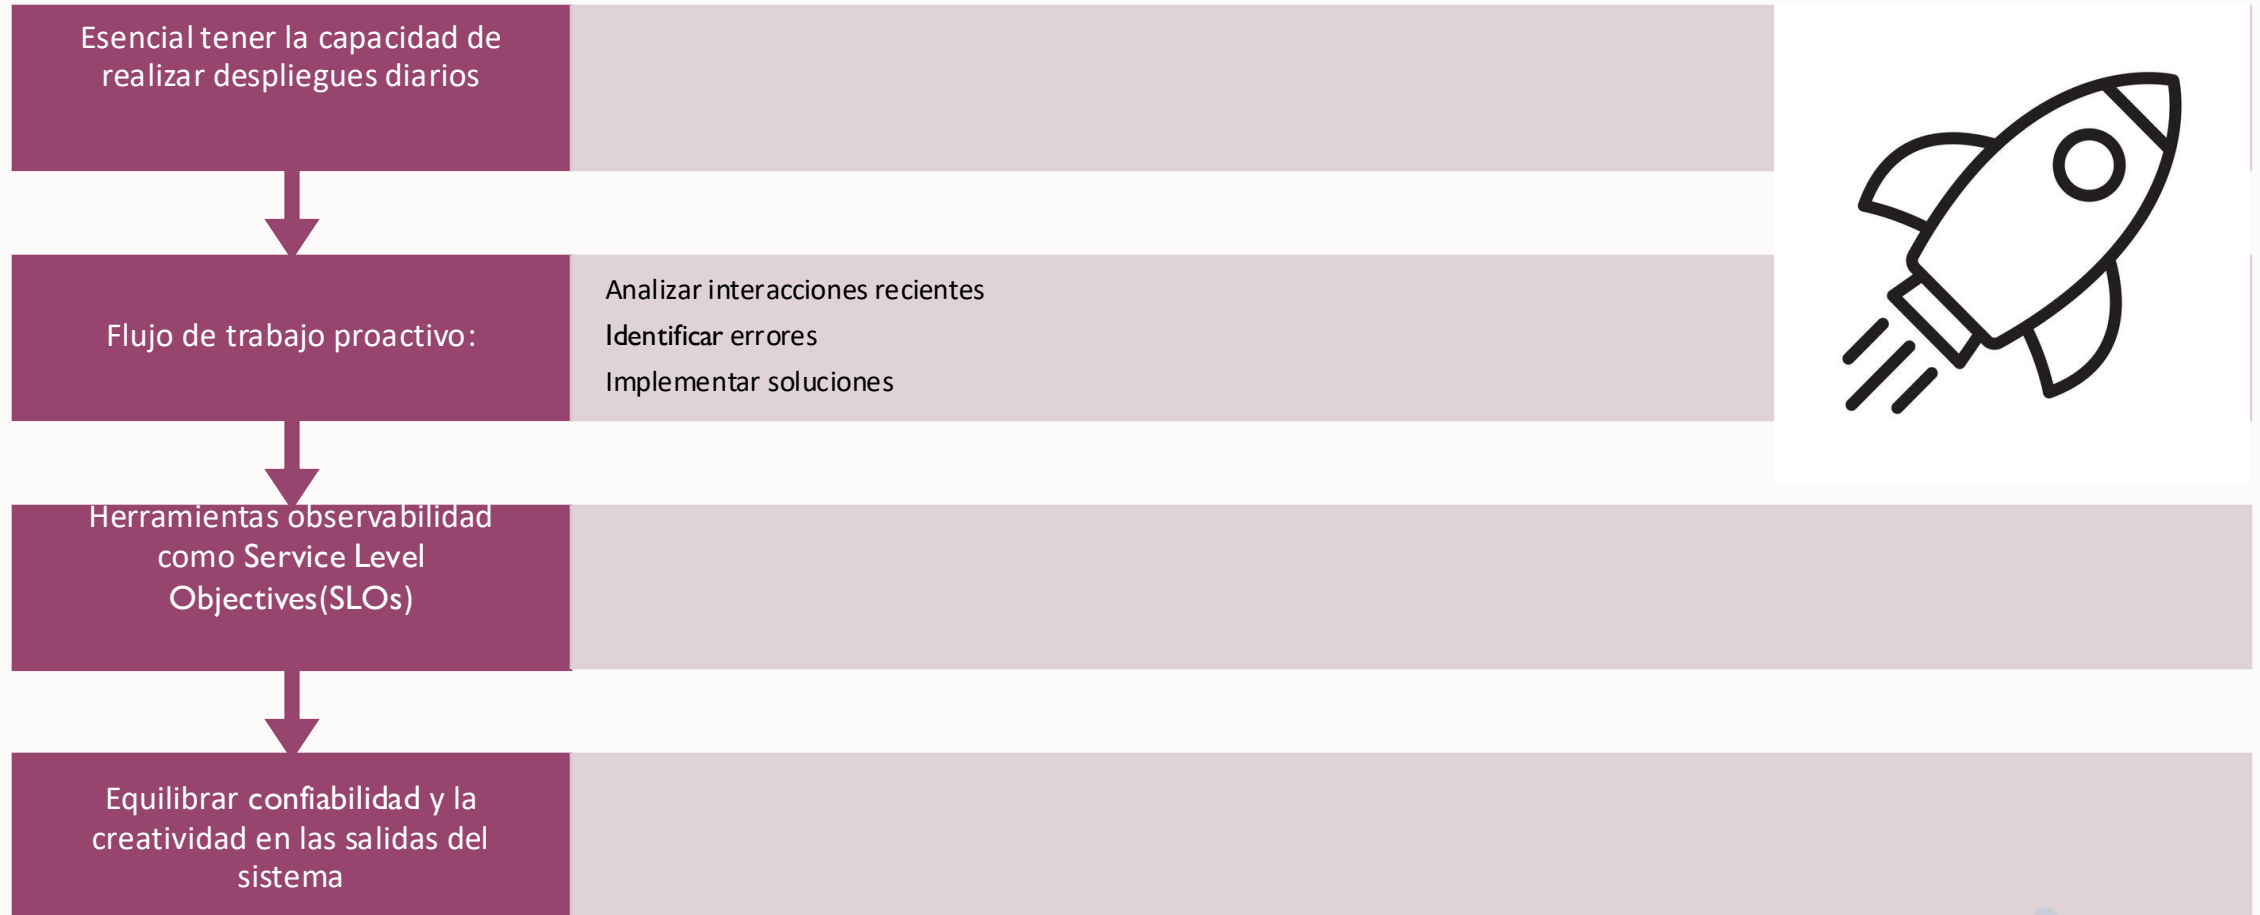 Esencial tener la capacidad de
realizar despliegues diarios
Flujo de trabajo proactivo:
Analizar interacciones recientes
Identificar errores
Implementar soluciones
Herramientas observabilidad
como Service Level
Objectives(SLOs)
Equilibrar confiabilidad y la
creatividad en las salidas del
sistema